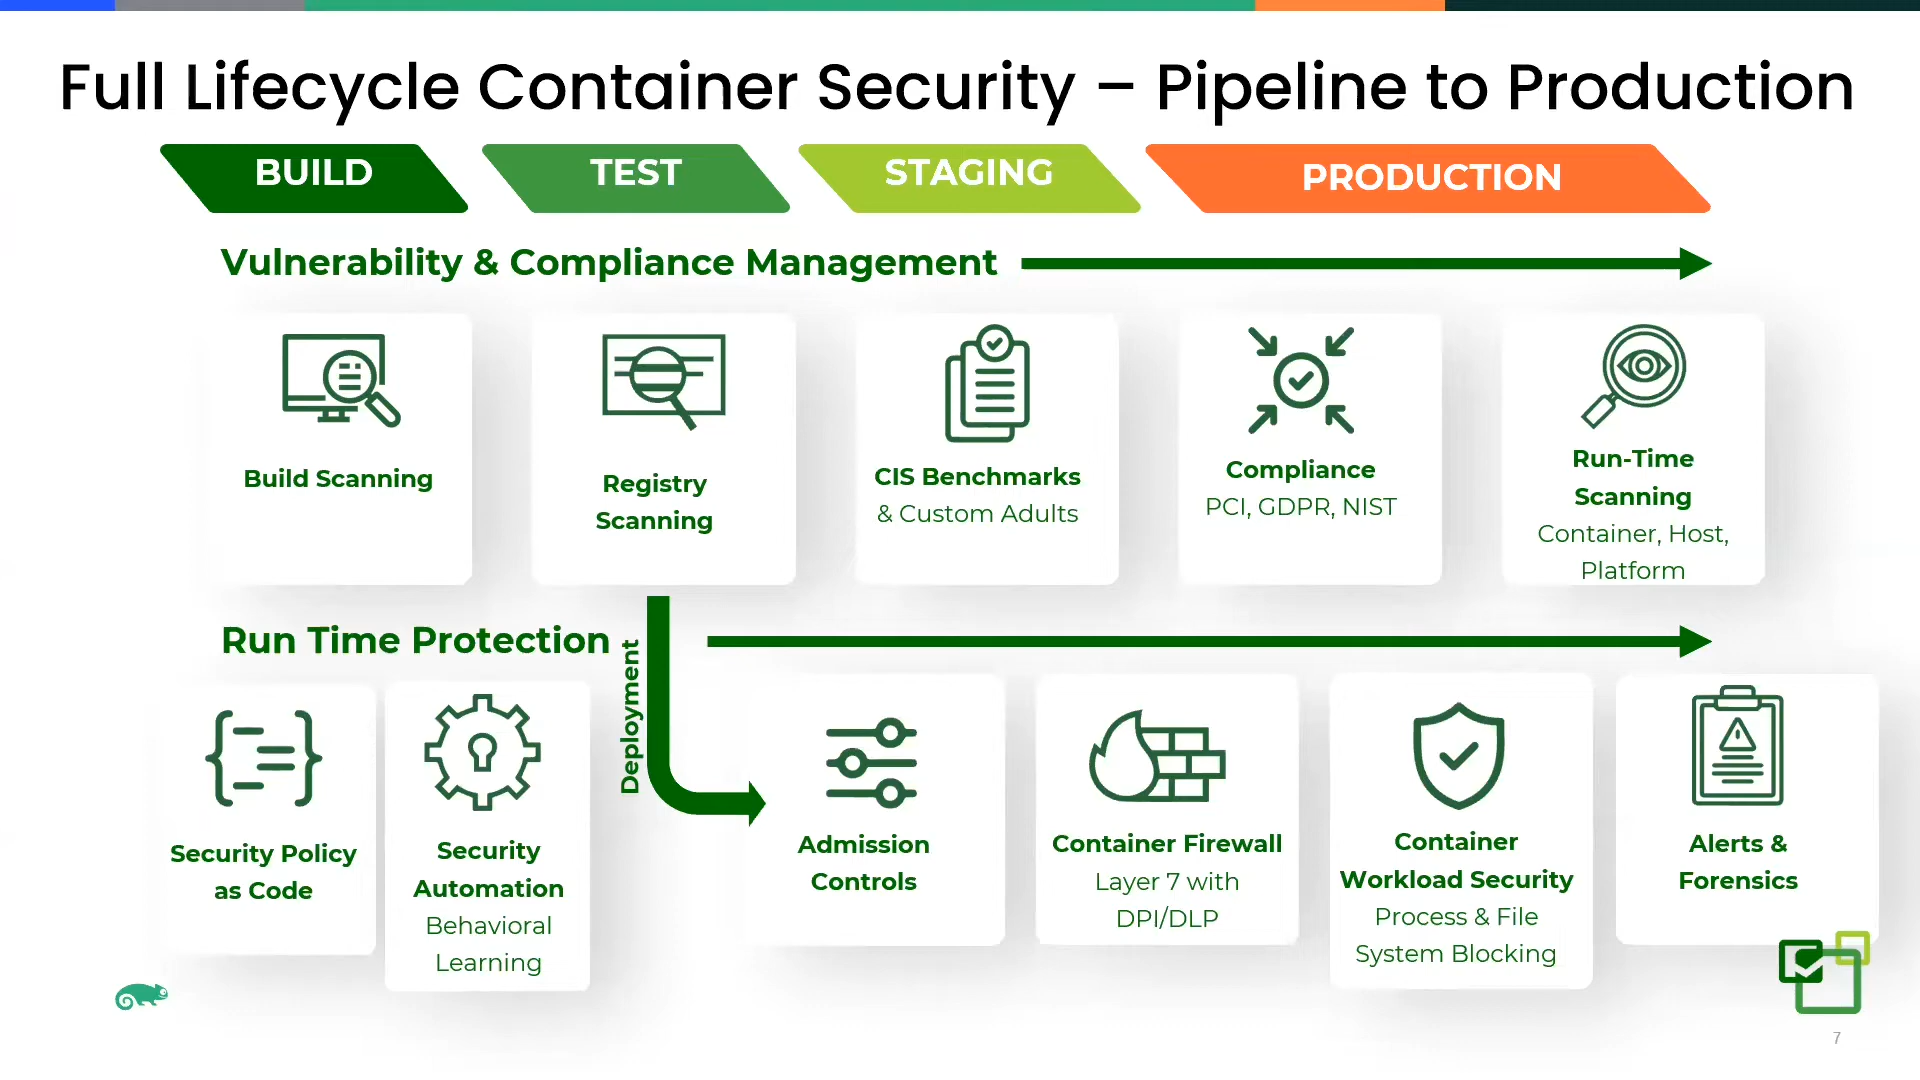 Full Lifecycle Container Security – Pipeline to Production
BUILD
TEST
STAGING
PRODUCTION
Vulnerability & Compliance Management
Build Scanning
Registry
Scanning
CIS Benchmarks
& Custom Adults
Compliance
PCI, GDPR, NIST
Run-Time
Scanning
Container, Host,
Platform
Run Time Protection
Deployment
Security Policy
as Code
Security
Automation
Behavioral
Learning
Admission
Controls
Container Firewall
Layer 7 with
DPI/DLP
Container
Workload Security
Process & File
System Blocking
Alerts &
Forensics
7